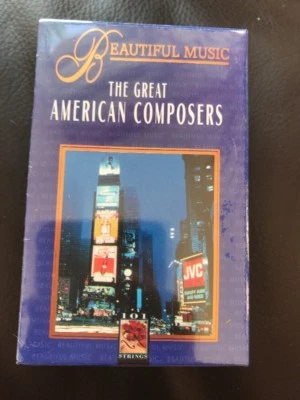 BEAUTIFUL MUSIC
THE GREAT
AMERICAN COMPOSERS
JVC
101
STRINGS